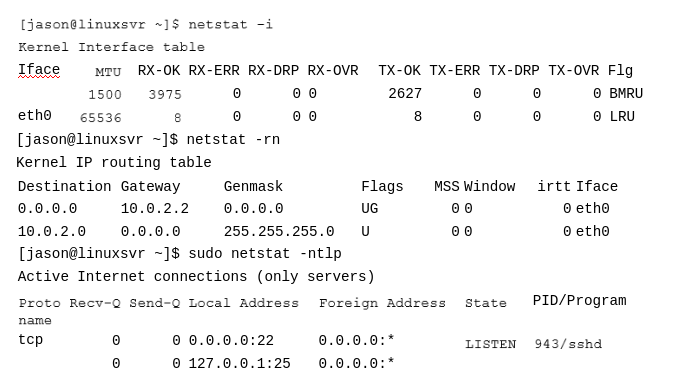 [jason@linuxsvr ~]$ netstat -i
Kernel Interface table
Iface MTU RX-OK RX-ERR RX-DRP RX-OVR TX-OK TX-ERR TX-DRP TX-OVR Flg
1500 3975 0 0 0 2627 0 0 0 BMRU
eth0 65536 8 0 0 0 8 0 0 0 LRU
[jason@linuxsvr ~]$ netstat -rn
Kernel IP routing table
Destination Gateway Genmask Flags MSS Window irtt Iface
0.0.0.0 10.0.2.2 0.0.0.0 UG 0 0 0 eth0
10.0.2.0 0.0.0.0 255.255.255.0 U 0 0 0 eth0
[jason@linuxsvr ~]$ sudo netstat -ntlp
Active Internet connections (only servers)
Proto Recv-Q Send-Q Local Address Foreign Address State PID/Program
name
tcp 0 0 0.0.0.0:22 0.0.0.0:* LISTEN 943/sshd
0 0 127.0.0.1:25 0.0.0.0:*